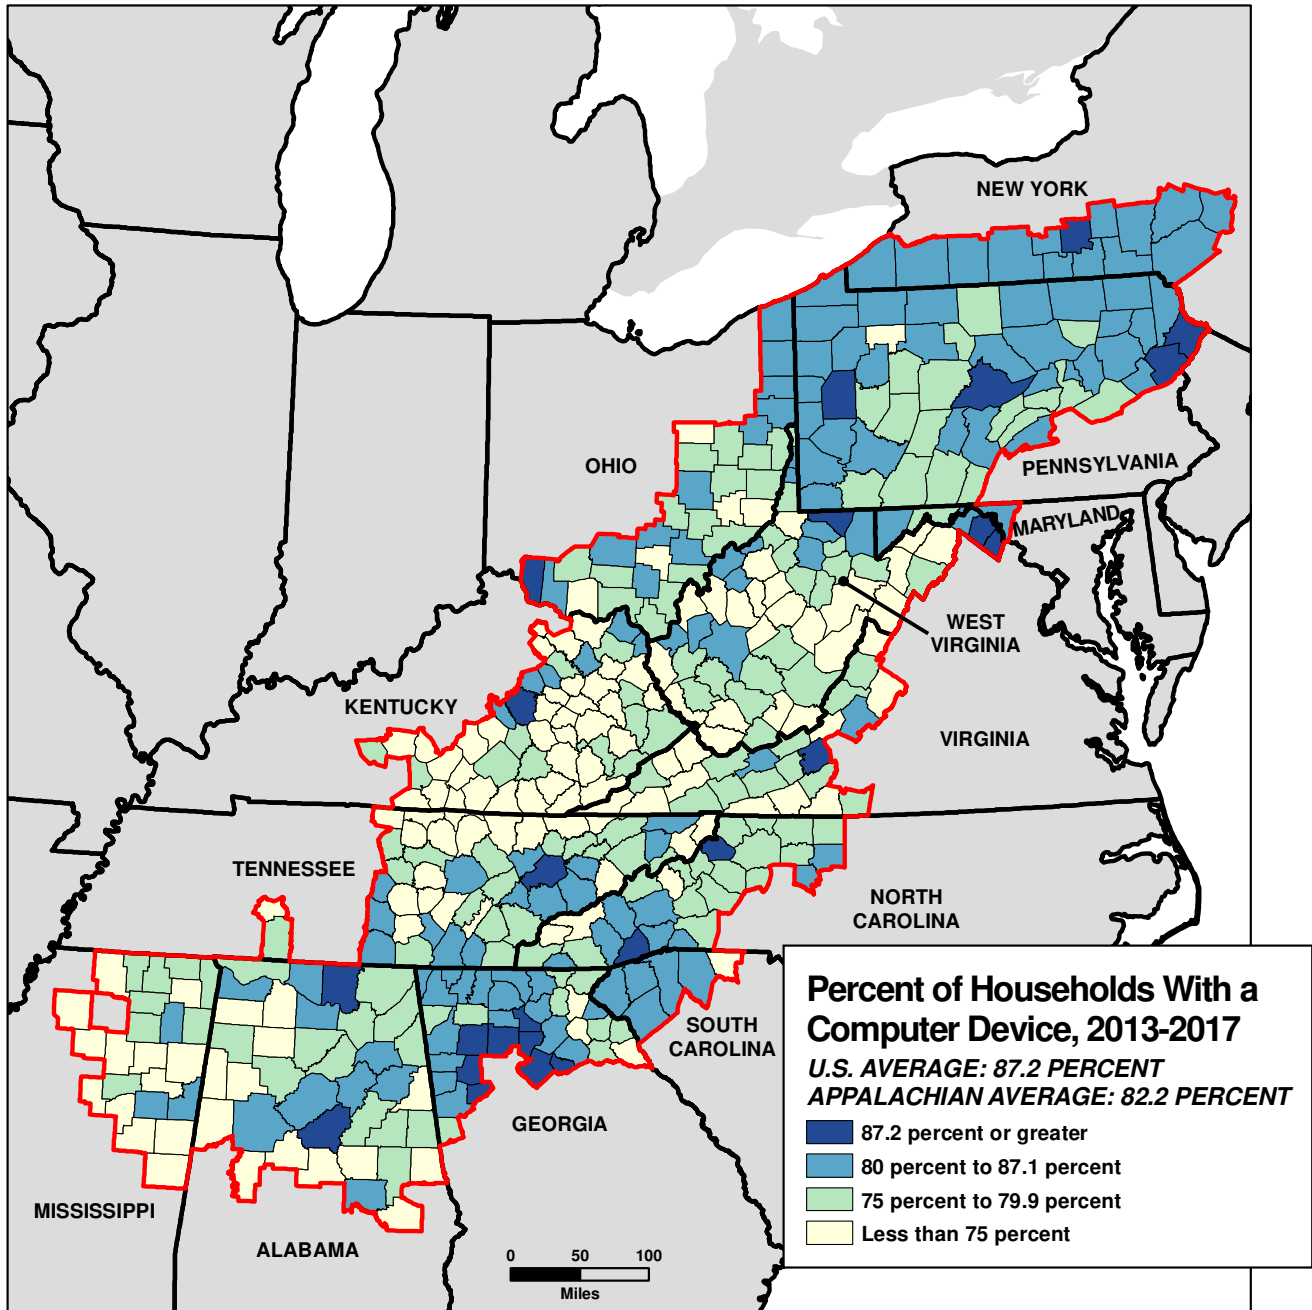 NEW YORK
OHIO
PENNSYLVANIA
MARYLAND
WEST
VIRGINIA
KENTUCKY
VIRGINIA
TENNESSEE
NORTH
CAROLINA
SOUTH
CAROLINA
GEORGIA
MISSISSIPPI
ALABAMA
Percent of Households With a
Computer Device, 2013-2017
U.S. AVERAGE: 87.2 PERCENT
APPALACHIAN AVERAGE: 82.2 PERCENT
87.2 percent or greater
80 percent to 87.1 percent
75 percent to 79.9 percent
Less than 75 percent
0 50 100
Miles